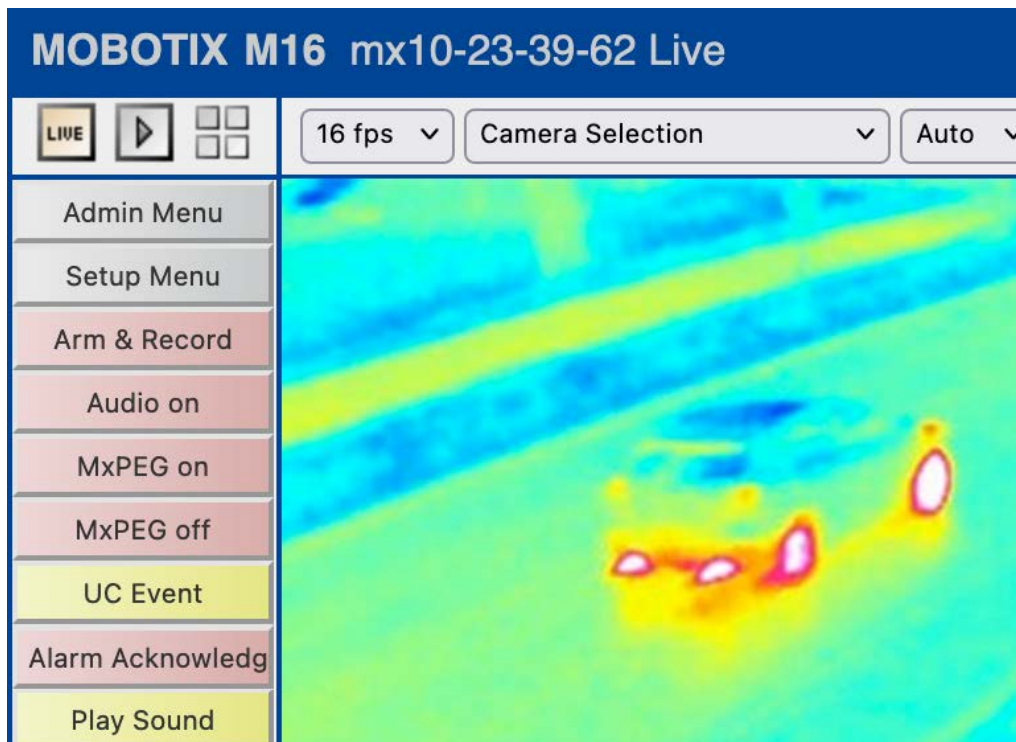 MOBOTIX M16 mx10-23-39-62 Live
LIVE
16 fps Camera Selection Auto
Admin Menu
Setup Menu
Arm & Record
Audio on
MxPEG on
MxPEG off
UC Event
Alarm Acknowledg
Play Sound